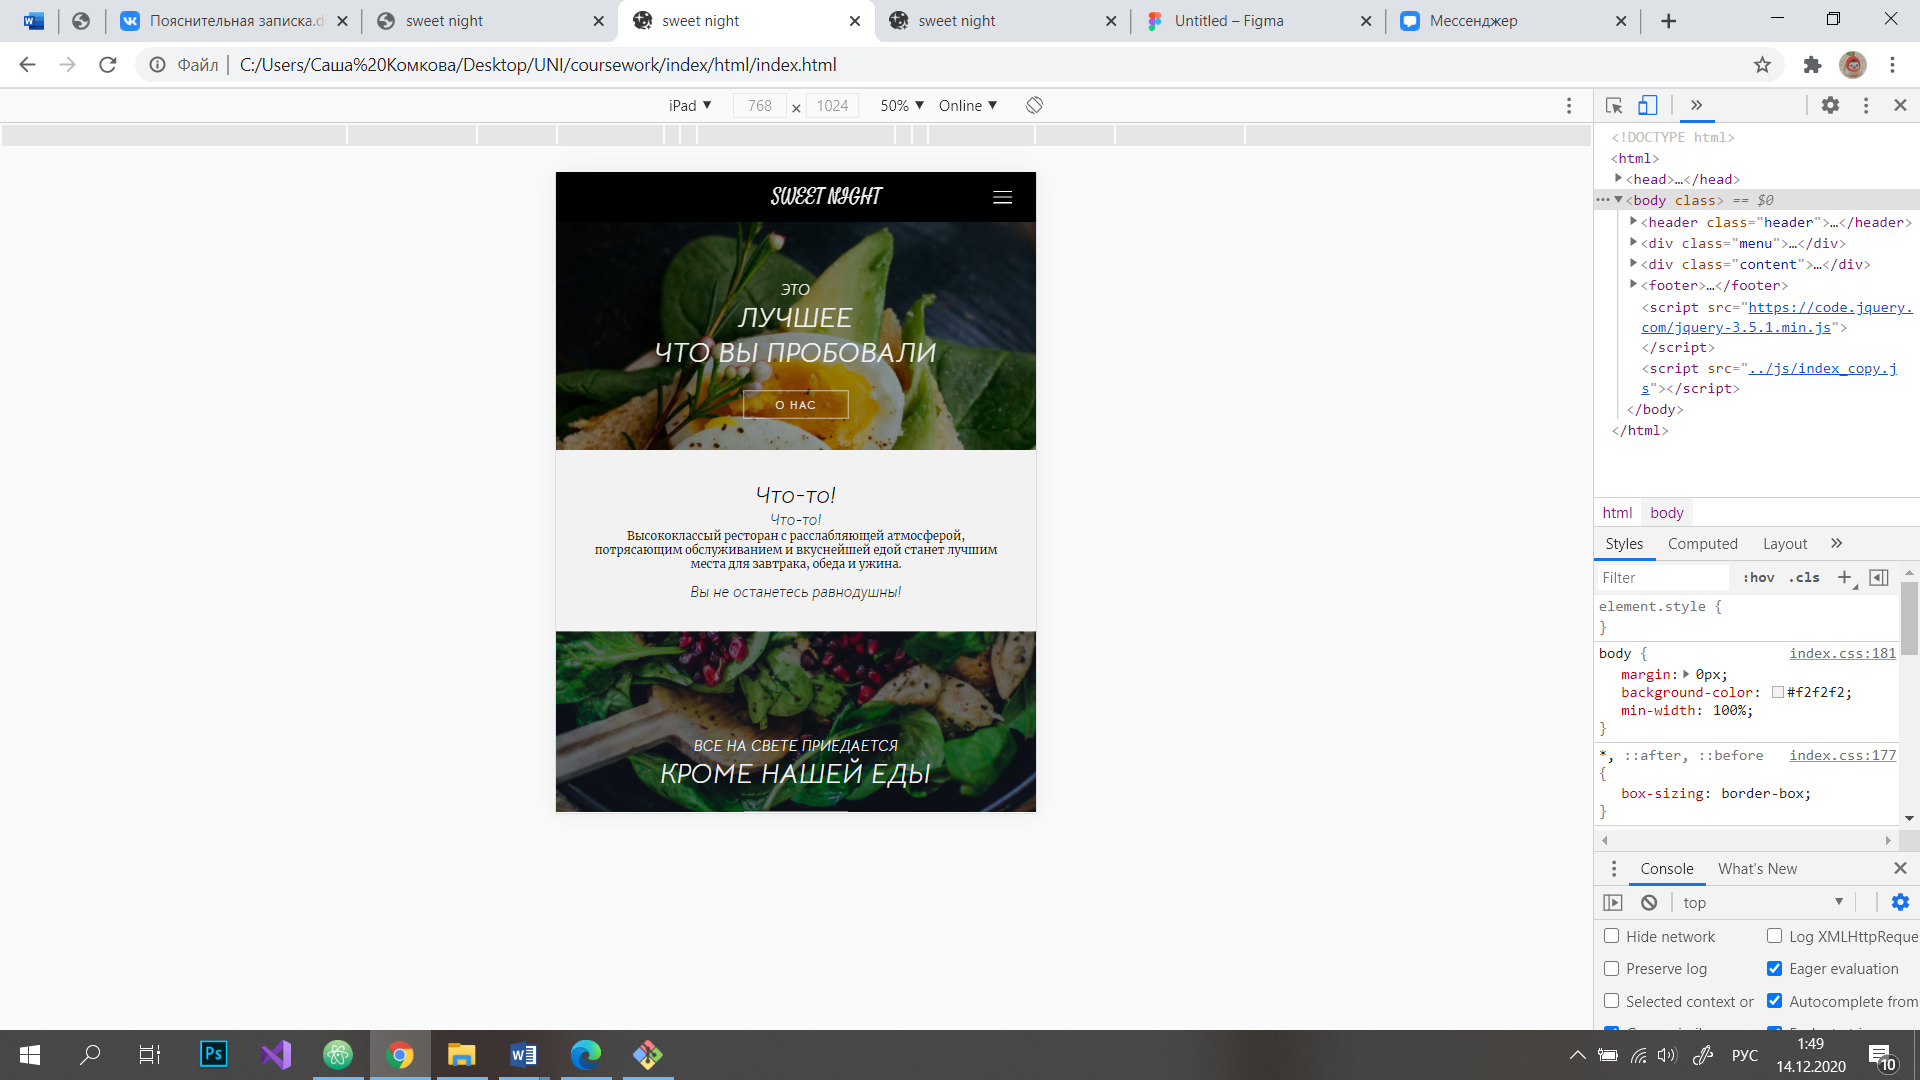 Пояснительная записка.d
sweet night
sweet night
sweet night
Untitled – Figma
Мессенджер
Файл
C:/Users/Саша%20Комкова/Desktop/UNI/coursework/index/html/index.html
iPad ▼
768 × 1024
50% ▼
Online ▼
SWEET NIGHT
ЭТО
ЛУЧШЕЕ
ЧТО ВЫ ПРОБОВАЛИ
О НАС
Что-то!
Что-то!
Высококлассый ресторан с расслабляющей атмосферой,
потрясающим обслуживанием и вкуснейшей едой станет лучшим
места для завтрака, обеда и ужина.
Вы не останетесь равнодушны!
ВСЕ НА СВЕТЕ ПРИЕДАЕТСЯ
КРОМЕ НАШЕЙ ЕДЫ
<!DOCTYPE html>
<html>
<head>…</head>
<body class> == $0
<header class="header">…</header>
<div class="menu">…</div>
<div class="content">…</div>
<footer>…</footer>
<script src="https://code.jquery.
com/jquery-3.5.1.min.js">
</script>
<script src="../js/index_copy.j
s"></script>
</body>
</html>
html body
Styles Computed Layout
Filter :hov .cls
element.style {
}
body { index.css:181
margin: 0px;
background-color: #f2f2f2;
min-width: 100%;
}
*, ::after, ::before index.css:177
{
box-sizing: border-box;
}
Console What's New
top
Hide network Log XMLHttpReque
Preserve log Eager evaluation
Selected context or Autocomplete from
Ps
РУС
1:49
14.12.2020
10